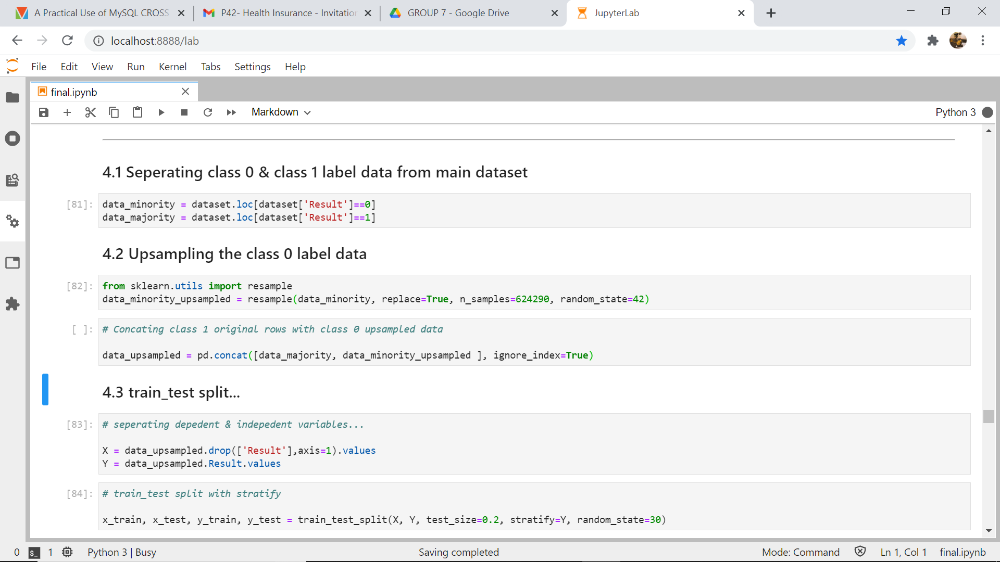 A Practical Use of MySQL CROSS
P42- Health Insurance - Invitation
GROUP 7 - Google Drive
JupyterLab
localhost:8888/lab
File Edit View Run Kernel Tabs Settings Help
final.ipynb
Markdown
Python 3
4.1 Seperating class 0 & class 1 label data from main dataset
[81]: data_minority = dataset.loc[dataset['Result']==0]
data_majority = dataset.loc[dataset['Result']==1]
4.2 Upsampling the class 0 label data
[82]: from sklearn.utils import resample
data_minority_upsampled = resample(data_minority, replace=True, n_samples=624290, random_state=42)
[ ]: # Concating class 1 original rows with class 0 upsampled data
data_upsampled = pd.concat([data_majority, data_minority_upsampled ], ignore_index=True)
4.3 train_test split...
[83]: # seperating depedent & indepedent variables...
X = data_upsampled.drop(['Result'],axis=1).values
Y = data_upsampled.Result.values
[84]: # train_test split with stratify
x_train, x_test, y_train, y_test = train_test_split(X, Y, test_size=0.2, stratify=Y, random_state=30)
0 $_ 1 Python 3 | Busy Saving completed Mode: Command Ln 1, Col 1 final.ipynb